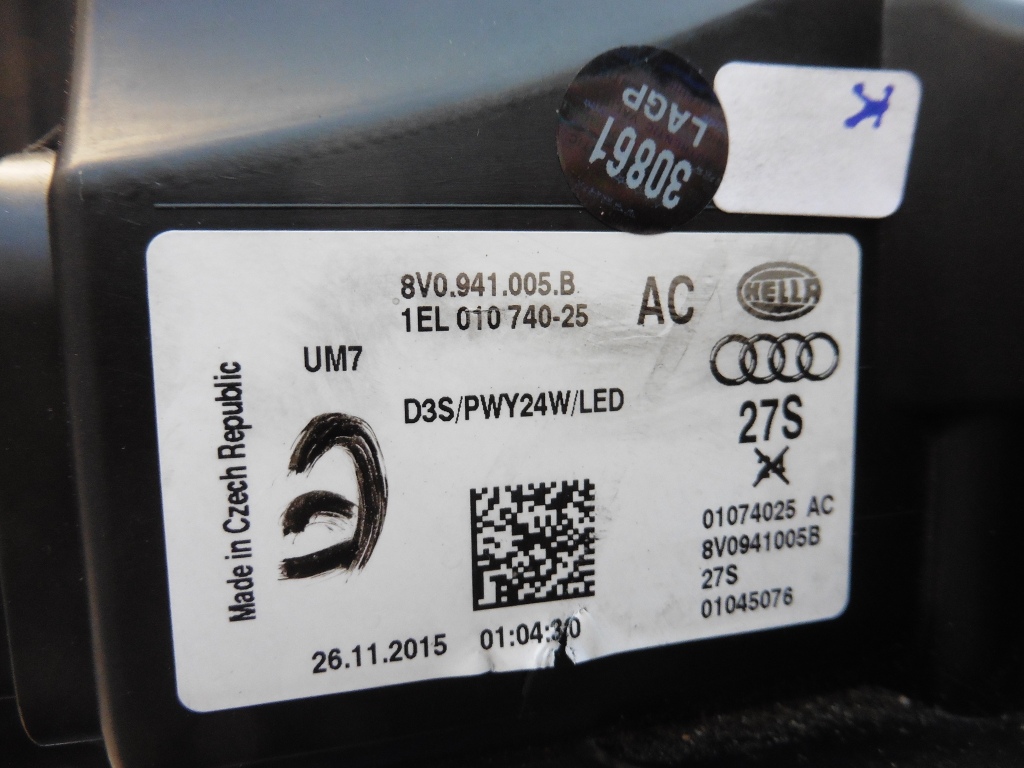 30861
LAGP
8V0.941.005.B
1EL 010 740-25
AC
HELLA
UM7
D3S/PWY24W/LED
27S
Made in Czech Republic
01074025 AC
8V0941005B
27S
01045076
26.11.2015
01:04:30